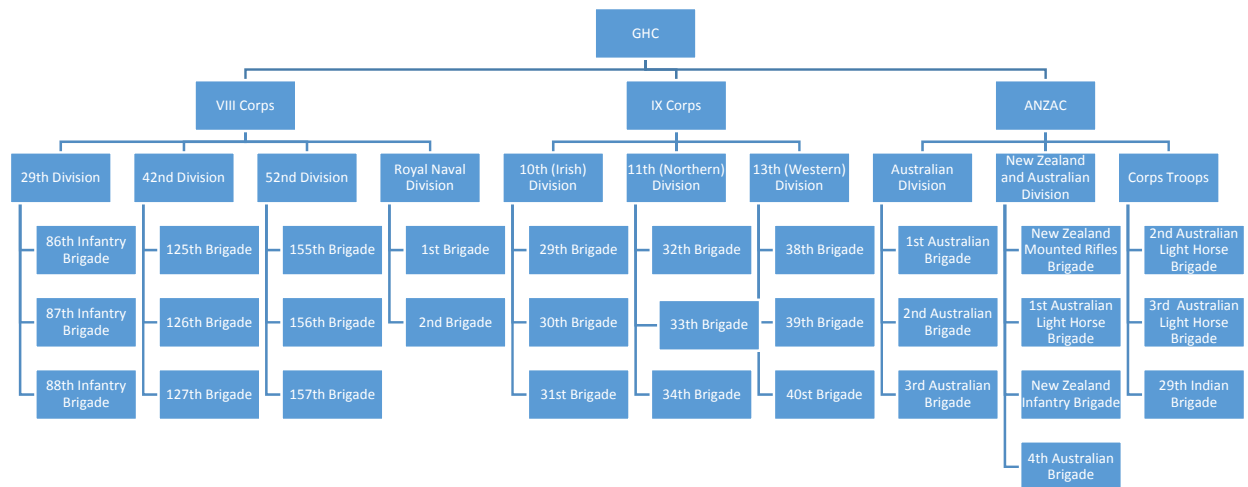 GHC
VIII Corps
IX Corps
ANZAC
29th Division
42nd Division
52nd Division
Royal Naval
Division
10th (Irish)
Division
11th (Northern)
Division
13th (Western)
Division
Australian
DIvision
New Zealand
and Australian
Division
Corps Troops
86th Infantry
Brigade
125th Brigade
155th Brigade
1st Brigade
29th Brigade
32th Brigade
38th Brigade
1st Australian
Brigade
New Zealand
Mounted Rifles
Brigade
2nd Australian
Light Horse
Brigade
87th Infantry
Brigade
126th Brigade
156th Brigade
2nd Brigade
30th Brigade
33th Brigade
39th Brigade
2nd Australian
Brigade
1st Australian
Light Horse
Brigade
3rd  Australian
Light Horse
Brigade
88th Infantry
Brigade
127th Brigade
157th Brigade
31st Brigade
34th Brigade
40st Brigade
3rd Australian
Brigade
New Zealand
Infantry Brigade
29th Indian
Brigade
4th Australian
Brigade